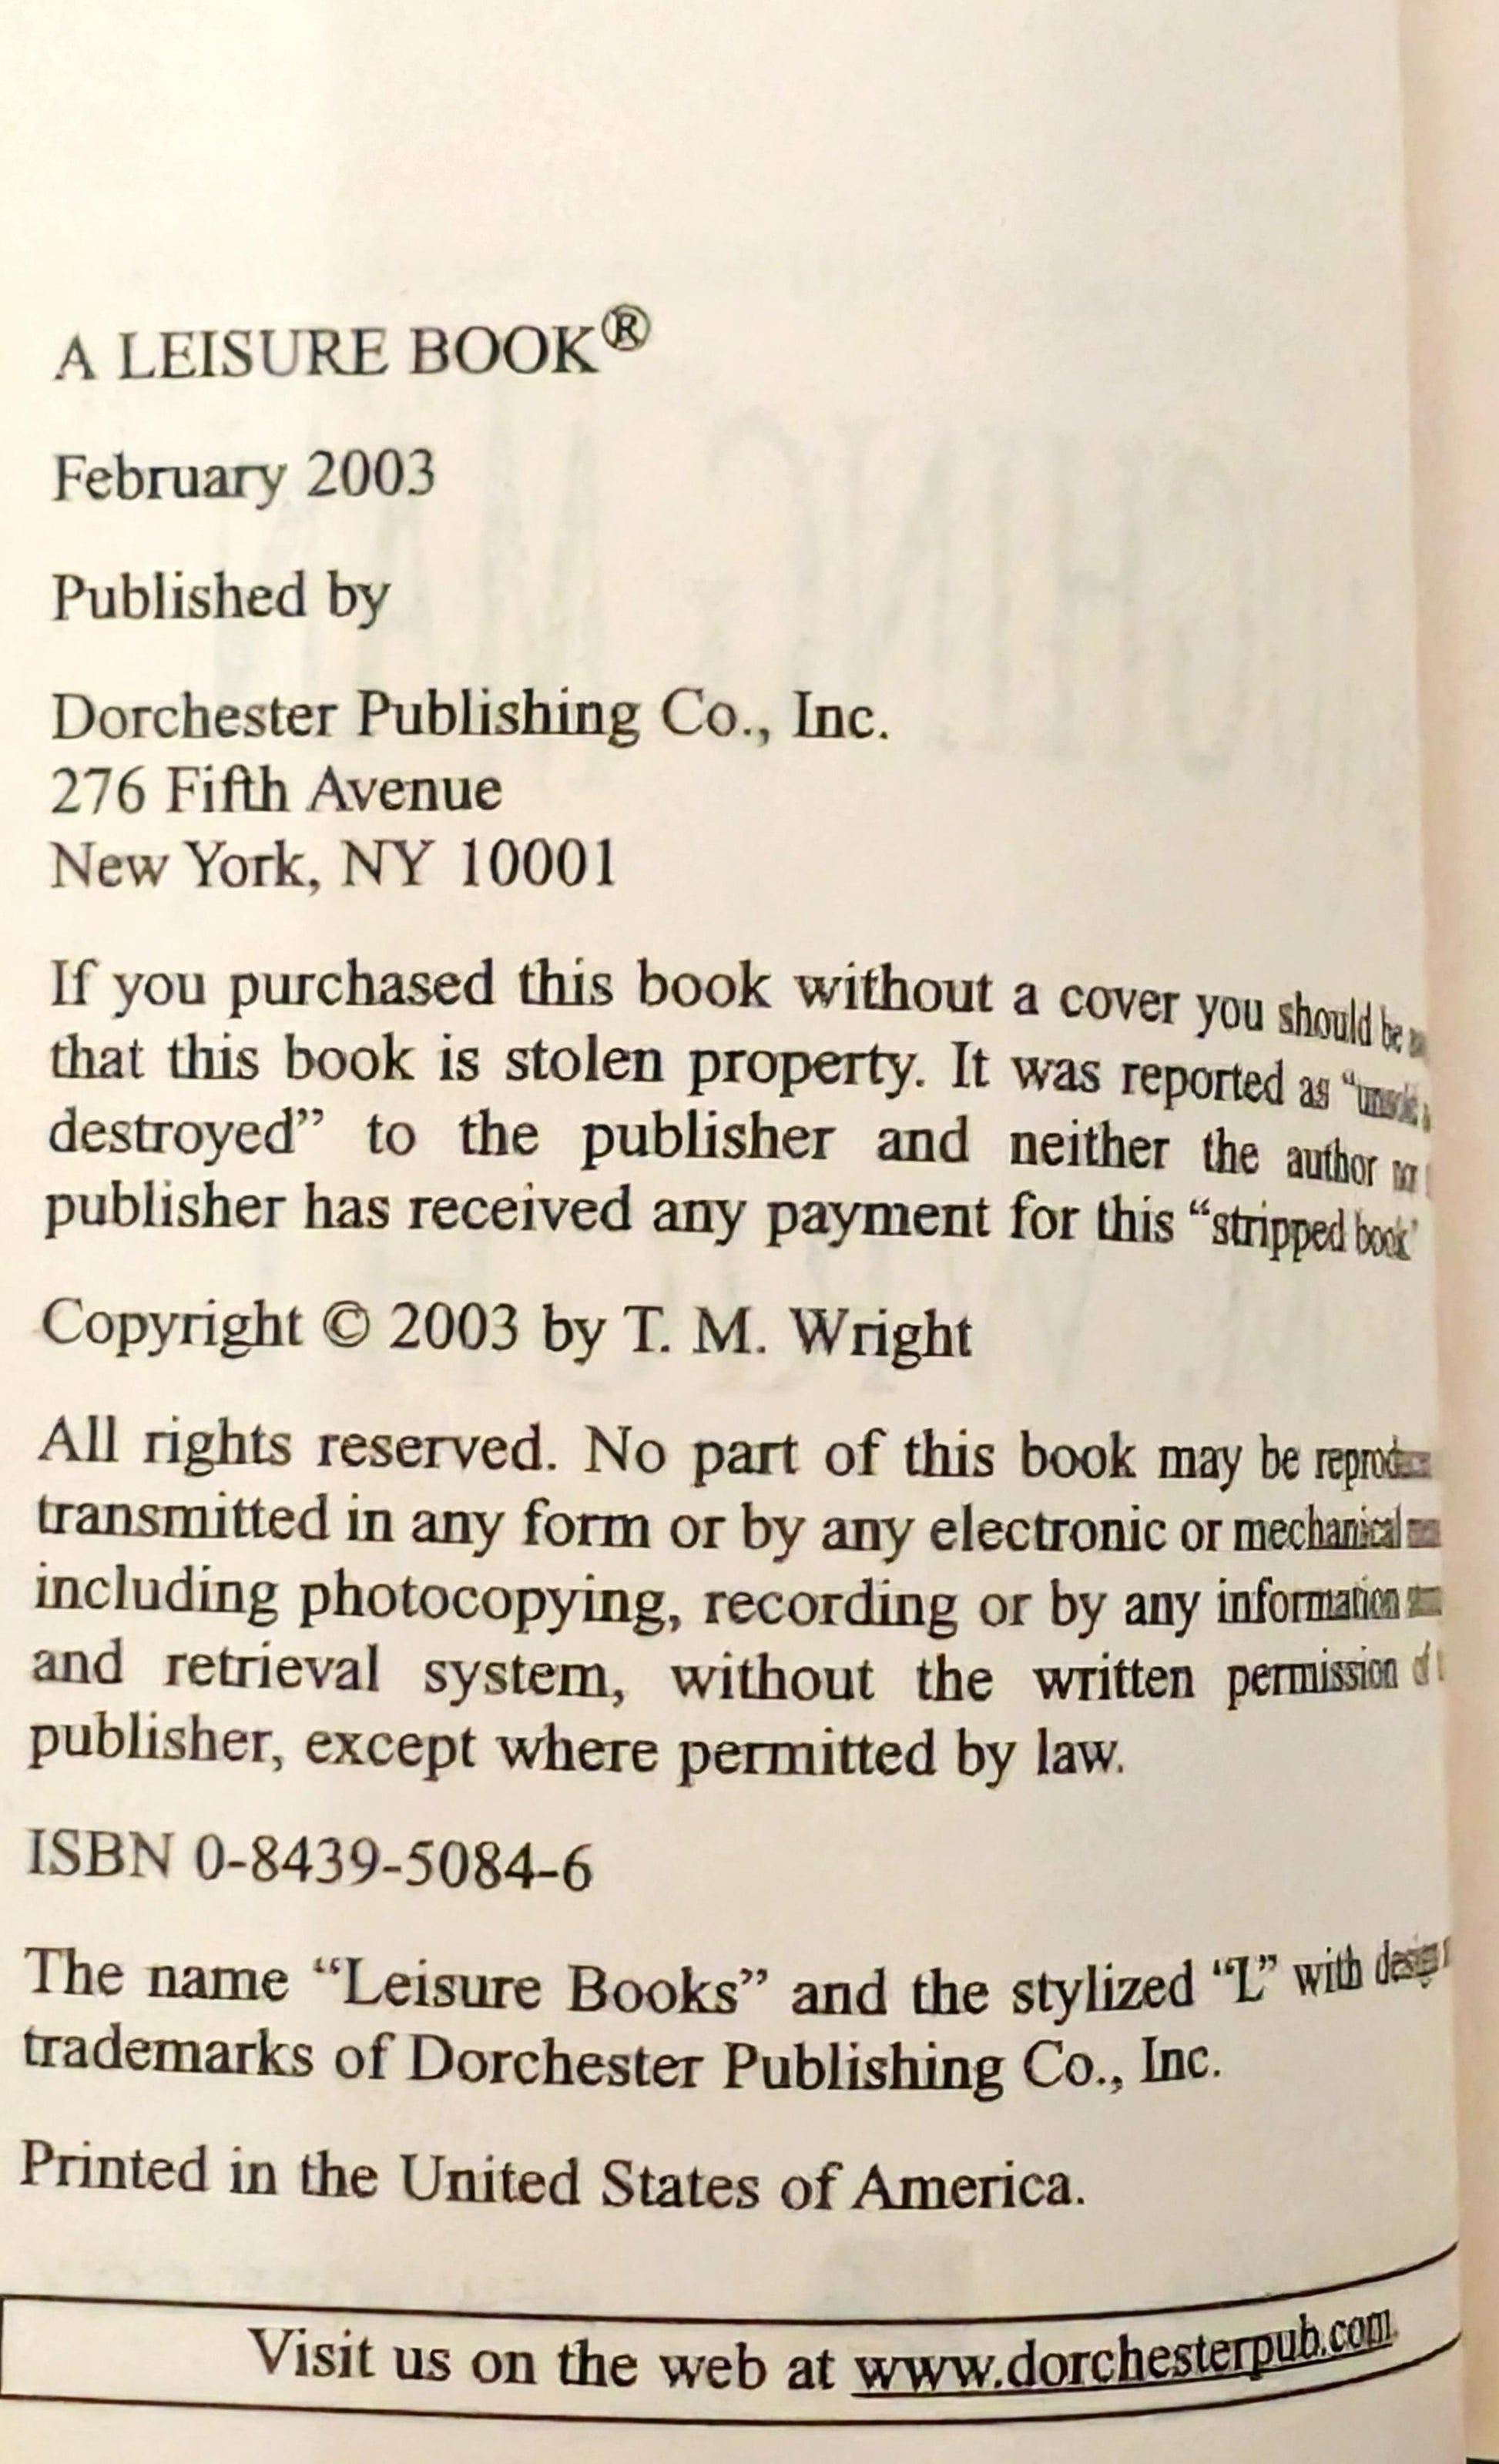 A LEISURE BOOK®
February 2003
Published by
Dorchester Publishing Co., Inc.
276 Fifth Avenue
New York, NY 10001
If you purchased this book without a cover you should be
that this book is stolen property. It was reported as "unsold
destroyed" to the publisher and neither the author nor
publisher has received any payment for this "stripped book"
Copyright © 2003 by T. M. Wright
All rights reserved. No part of this book may be
transmitted in any form or by any electronic or mechanical
including photocopying, recording or by any information
and retrieval system, without the written permission of
publisher, except where permitted by law.
ISBN 0-8439-5084-6
The name "Leisure Books" and the stylized "L" with design
trademarks of Dorchester Publishing Co., Inc.
Printed in the United States of America.
Visit us on the web at www.dorchesterpub.com.